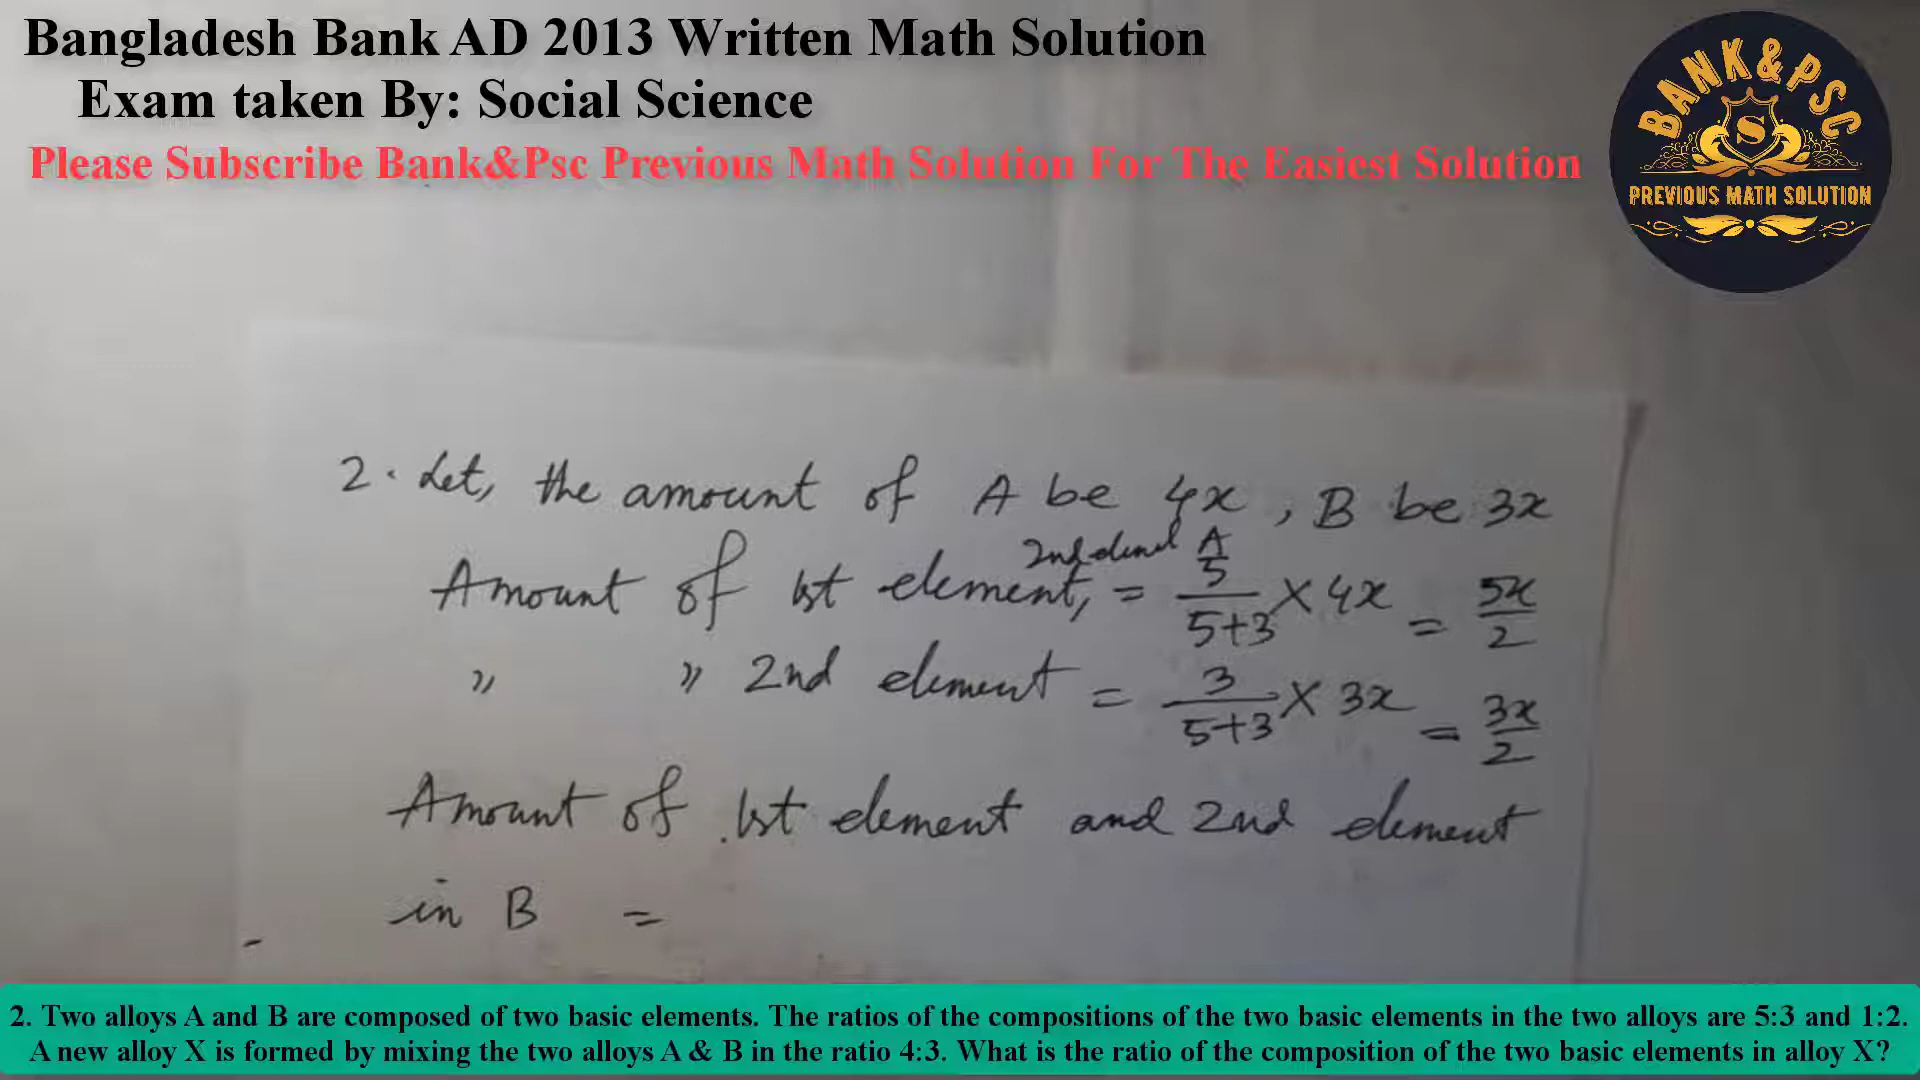 Bangladesh Bank AD 2013 Written Math Solution
Exam taken By: Social Science
Please Subscribe Bank&Psc Previous Math Solution For The Easiest Solution
BANK&PSC
S
PREVIOUS MATH SOLUTION
2. Let, the amount of A be 4x, B be 3x
2nd A
Amount of 1st element, = 5/5+3 × 4x = 5x/2
" " 2nd element = 3/5+3 × 3x = 3x/2
Amount of 1st element and 2nd element
in B =
2. Two alloys A and B are composed of two basic elements. The ratios of the compositions of the two basic elements in the two alloys are 5:3 and 1:2.
A new alloy X is formed by mixing the two alloys A & B in the ratio 4:3. What is the ratio of the composition of the two basic elements in alloy X?